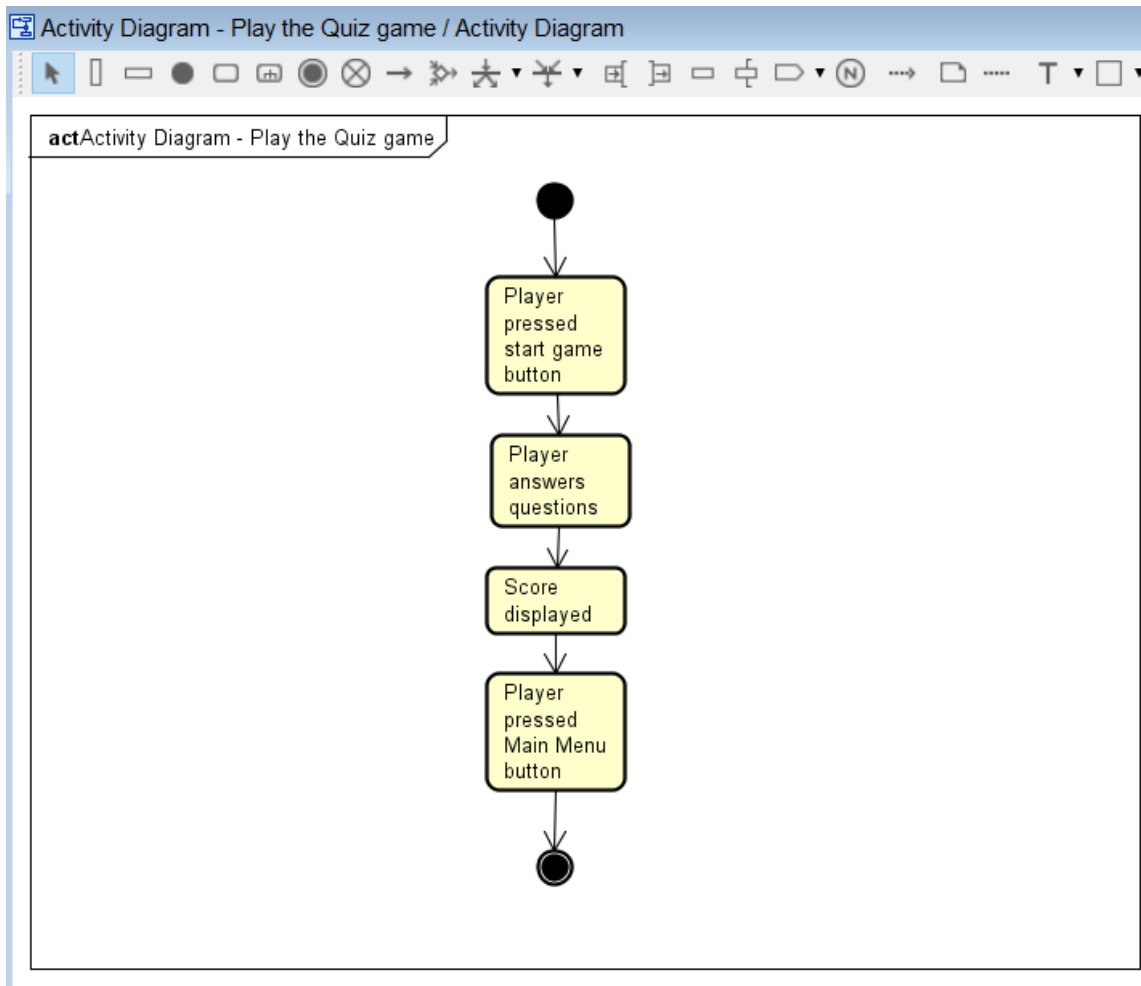 Activity Diagram - Play the Quiz game / Activity Diagram
N
T
actActivity Diagram - Play the Quiz game
Player
pressed
start game
button
Player
answers
questions
Score
displayed
Player
pressed
Main Menu
button